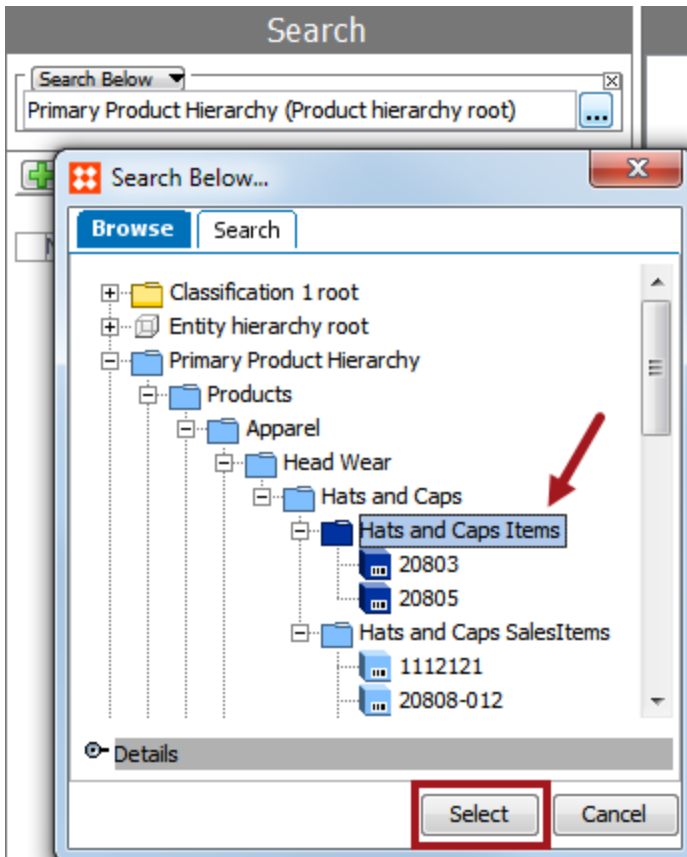 Search
Search Below
Primary Product Hierarchy (Product hierarchy root)
...
Search Below...
Browse
Search
Classification 1 root
Entity hierarchy root
Primary Product Hierarchy
Products
Apparel
Head Wear
Hats and Caps
Hats and Caps Items
20803
20805
Hats and Caps SalesItems
1112121
20808-012
Details
Select
Cancel